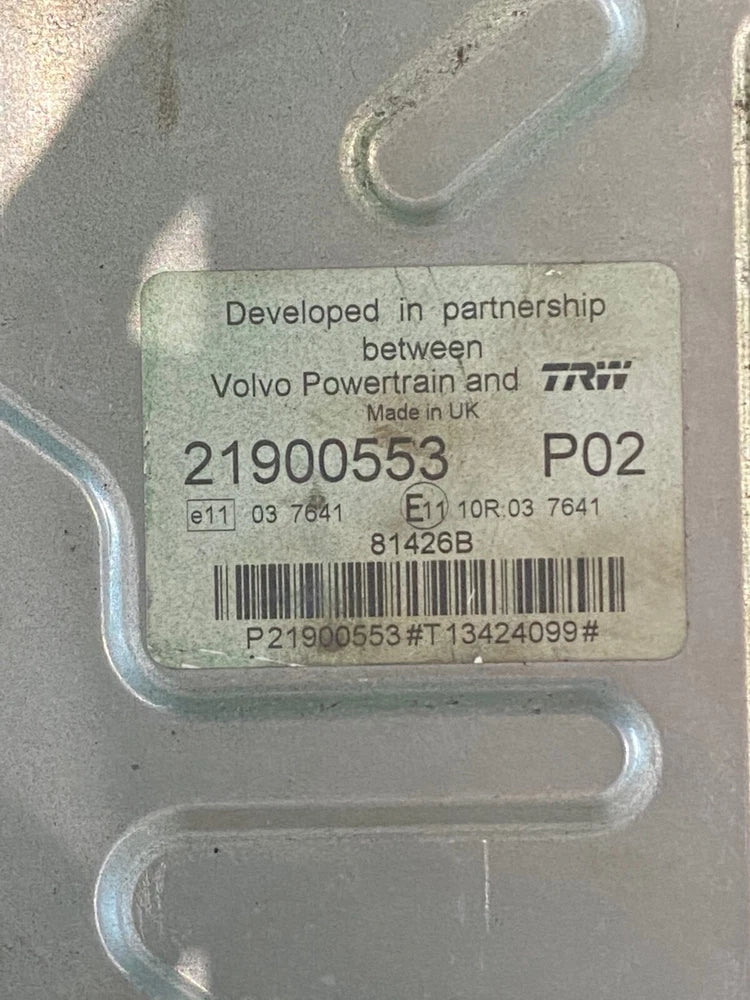 Developed in partnership
between
Volvo Powertrain and TRW
Made in UK
21900553 P02
e11 03 7641 E11 10R:03 7641
81426B
P21900553#T13424099#